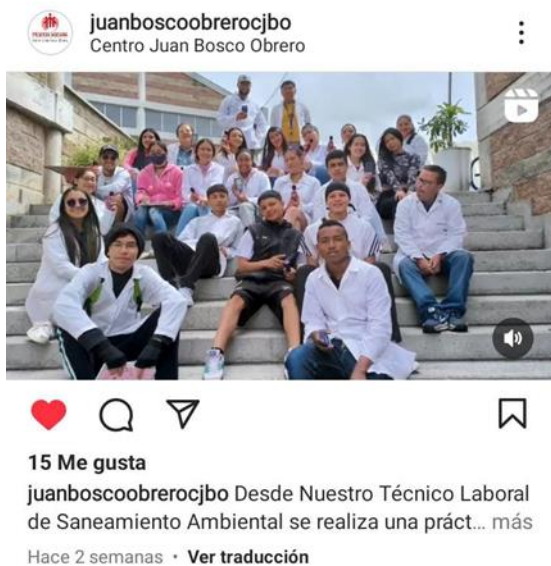 juanboscoobrerocjbo
Centro Juan Bosco Obrero
15 Me gusta
juanboscoobrerocjbo Desde Nuestro Técnico Laboral
de Saneamiento Ambiental se realiza una práct... más
Hace 2 semanas • Ver traducción